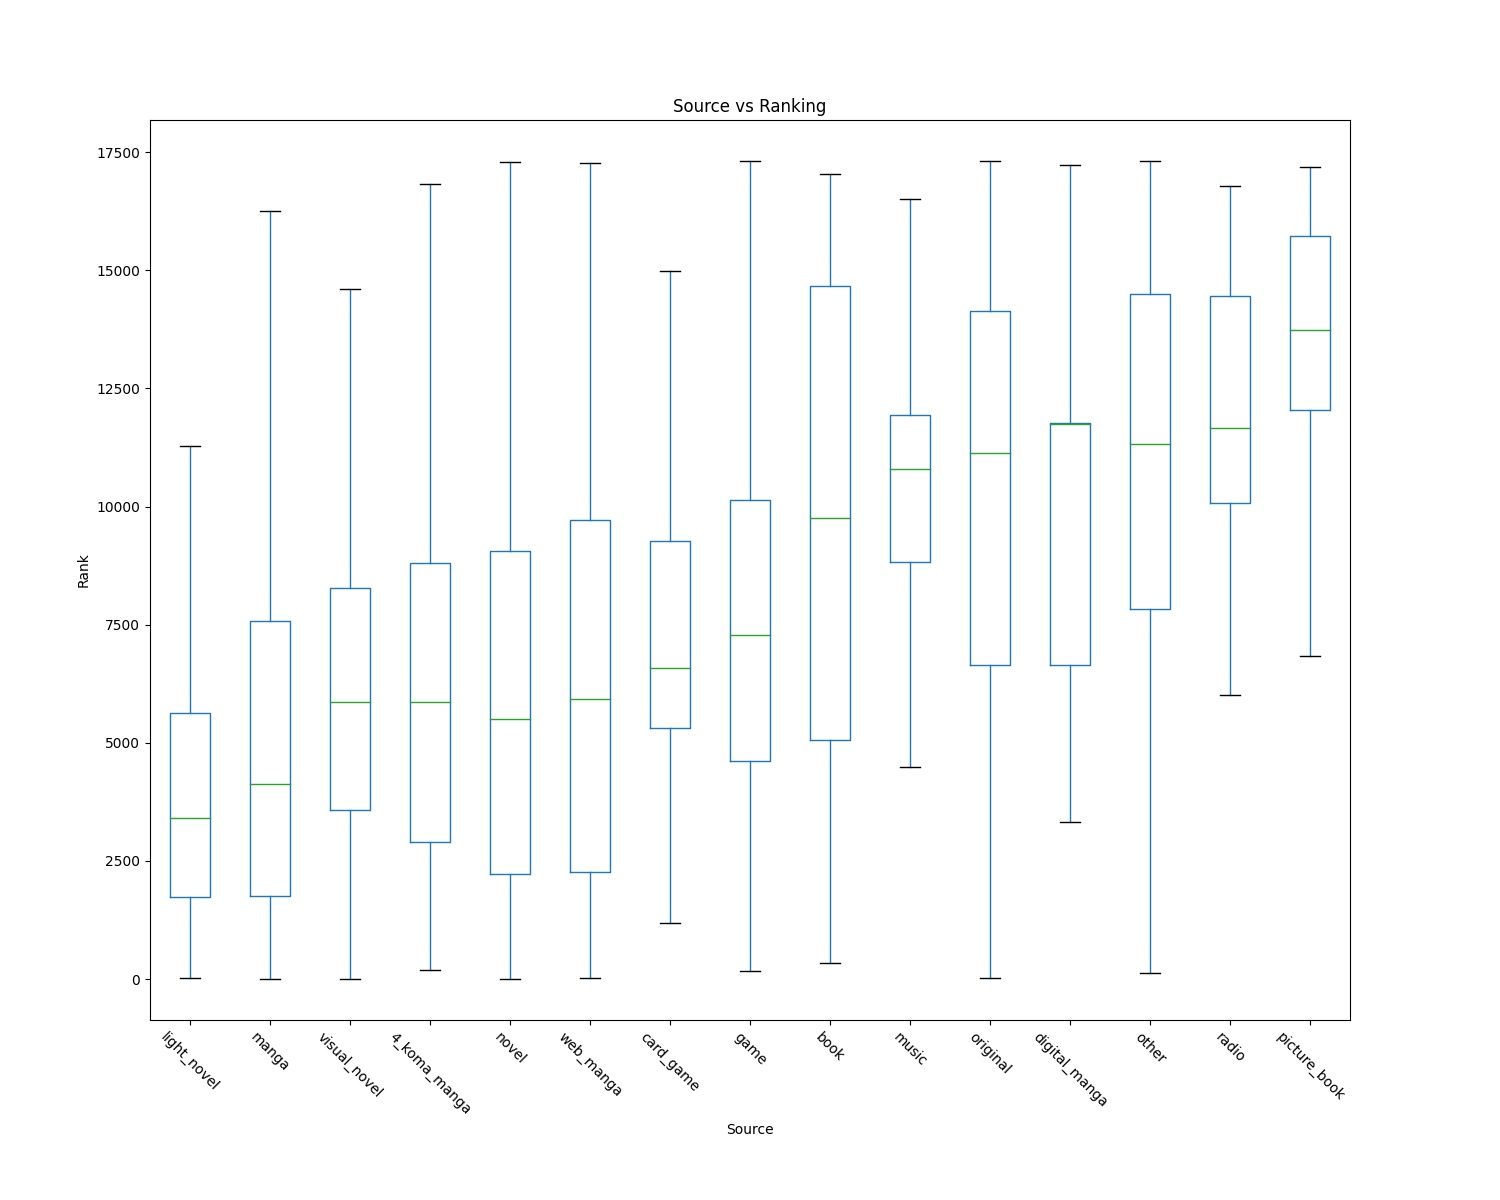 Source vs Ranking
17500
15000
12500
10000
7500
5000
2500
0
Rank
light_novel
manga
visual_novel
4_koma_manga
novel
web_manga
card_game
game
book
music
original
digital_manga
other
radio
picture_book
Source